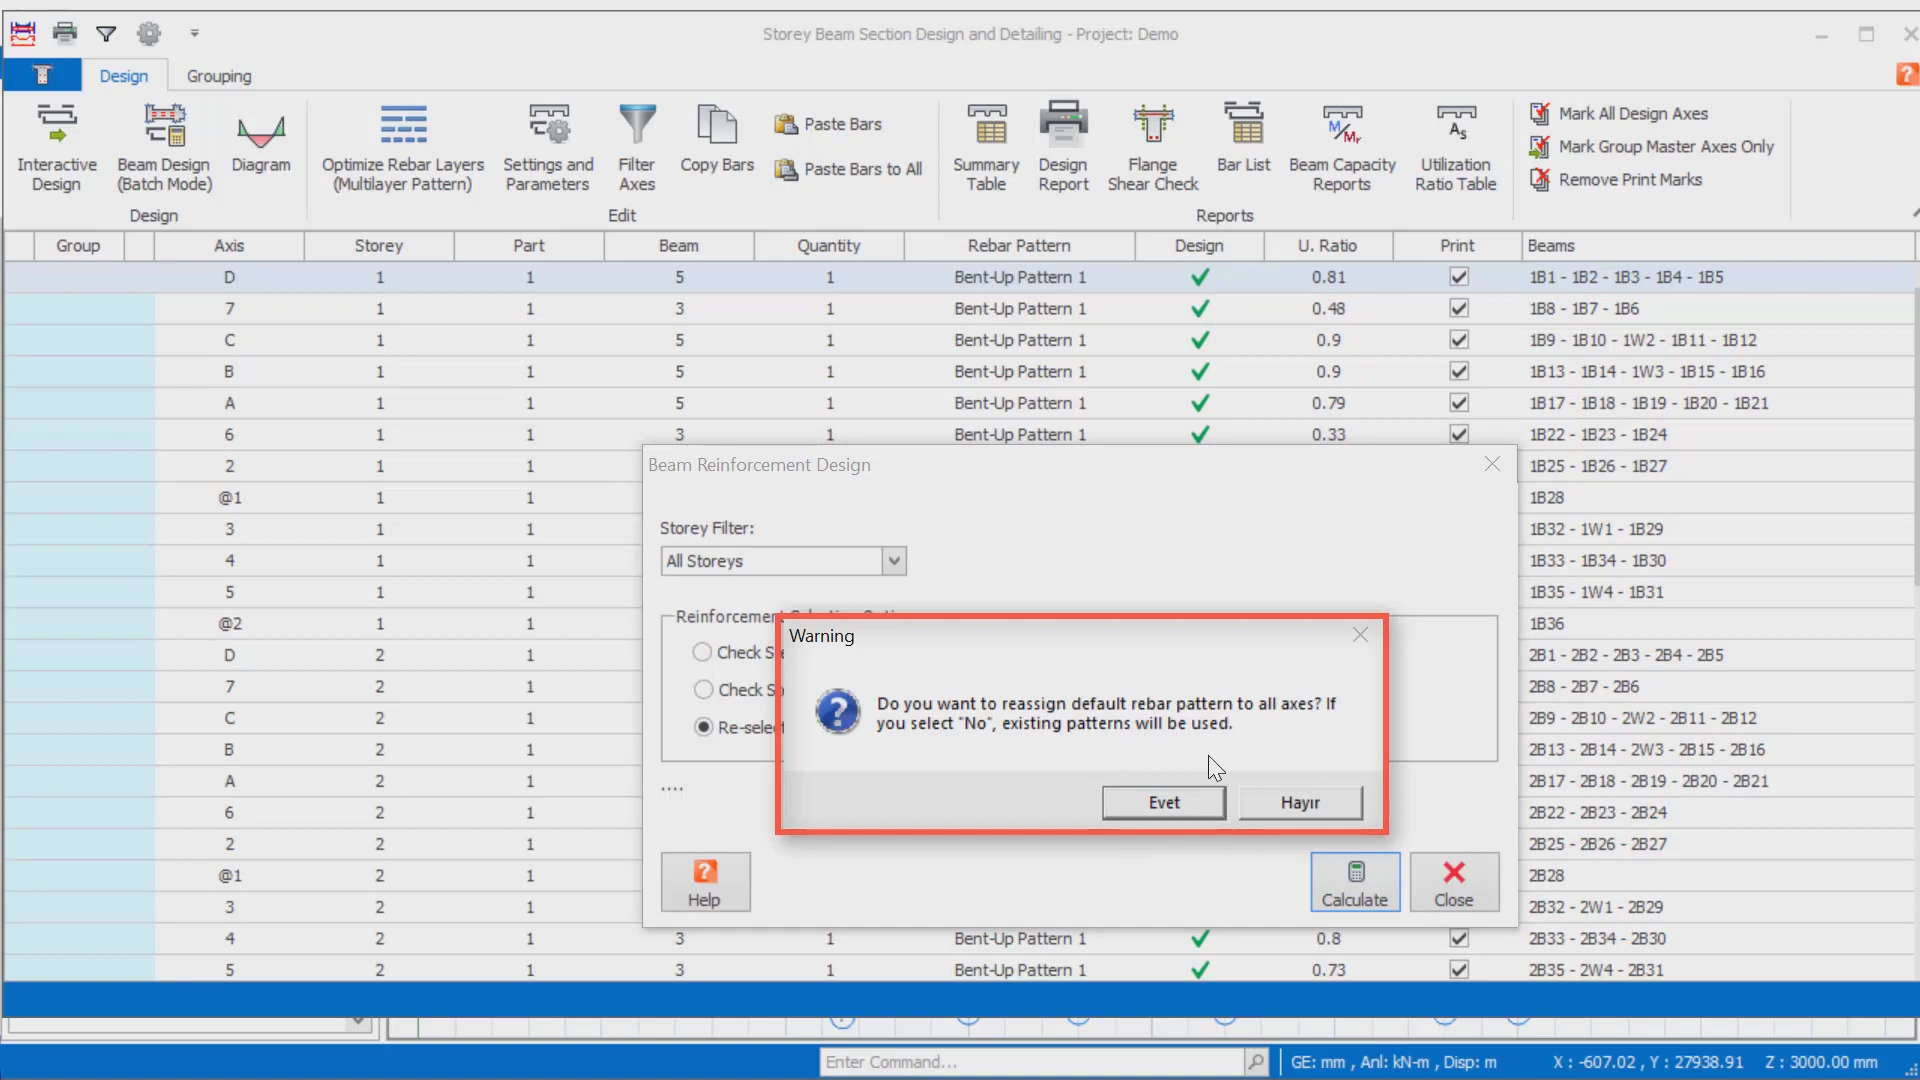 Storey Beam Section Design and Detailing - Project: Demo
Design
Grouping
Interactive Design
Beam Design (Batch Mode)
Diagram
Optimize Rebar Layers (Multilayer Pattern)
Settings and Parameters
Filter Axes
Copy Bars
Paste Bars
Paste Bars to All
Summary Table
Design Report
Flange Shear Check
Bar List
Beam Capacity Reports
Utilization Ratio Table
Mark All Design Axes
Mark Group Master Axes Only
Remove Print Marks
Design
Edit
Reports
Group Axis Storey Part Beam Quantity Rebar Pattern Design U. Ratio Print Beams
D 1 1 5 1 Bent-Up Pattern 1 0.81 1B1 - 1B2 - 1B3 - 1B4 - 1B5
7 1 1 3 1 Bent-Up Pattern 1 0.48 1B8 - 1B7 - 1B6
C 1 1 5 1 Bent-Up Pattern 1 0.9 1B9 - 1B10 - 1W2 - 1B11 - 1B12
B 1 1 5 1 Bent-Up Pattern 1 0.9 1B13 - 1B14 - 1W3 - 1B15 - 1B16
A 1 1 5 1 Bent-Up Pattern 1 0.79 1B17 - 1B18 - 1B19 - 1B20 - 1B21
6 1 1 3 1 Bent-Up Pattern 1 0.33 1B22 - 1B23 - 1B24
2 1 1 1B25 - 1B26 - 1B27
@1 1 1 1B28
3 1 1 1B32 - 1W1 - 1B29
4 1 1 1B33 - 1B34 - 1B30
5 1 1 1B35 - 1W4 - 1B31
@2 1 1 1B36
D 2 1 2B1 - 2B2 - 2B3 - 2B4 - 2B5
7 2 1 2B8 - 2B7 - 2B6
C 2 1 2B9 - 2B10 - 2W2 - 2B11 - 2B12
B 2 1 2B13 - 2B14 - 2W3 - 2B15 - 2B16
A 2 1 2B17 - 2B18 - 2B19 - 2B20 - 2B21
6 2 1 2B22 - 2B23 - 2B24
2 2 1 2B25 - 2B26 - 2B27
@1 2 1 2B28
3 2 1 2B32 - 2W1 - 2B29
4 2 1 3 1 Bent-Up Pattern 1 0.8 2B33 - 2B34 - 2B30
5 2 1 3 1 Bent-Up Pattern 1 0.73 2B35 - 2W4 - 2B31
Beam Reinforcement Design
Storey Filter:
All Storeys
Reinforcement
Check
Check
Re-select
....
Help
Calculate
Close
Warning
Do you want to reassign default rebar pattern to all axes? If
you select "No", existing patterns will be used.
Evet
Hayır
Enter Command...
GE: mm , Anl: kN-m , Disp: m
X : -607.02 , Y : 27938.91 Z : 3000.00 mm